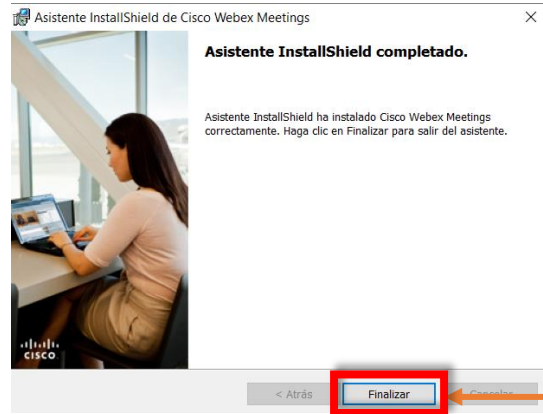 Asistente InstallShield de Cisco Webex Meetings
Asistente InstallShield completado.
Asistente InstallShield ha instalado Cisco Webex Meetings
correctamente. Haga clic en Finalizar para salir del asistente.
CISCO
< Atrás
Finalizar
Cancelar